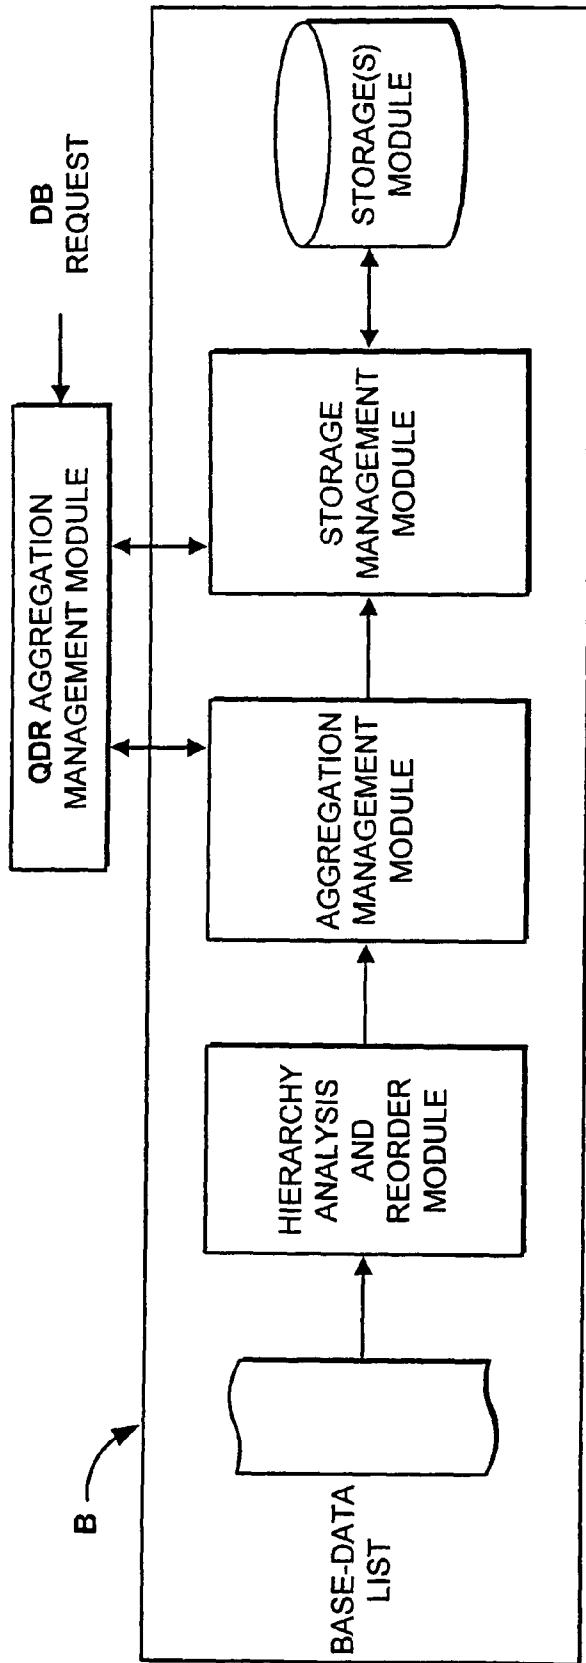 DB
REQUEST
QDR AGGREGATION
MANAGEMENT MODULE
B
BASE-DATA
LIST
HIERARCHY
ANALYSIS
AND
REORDER
MODULE
AGGREGATION
MANAGEMENT
MODULE
STORAGE
MANAGEMENT
MODULE
STORAGE(S)
MODULE